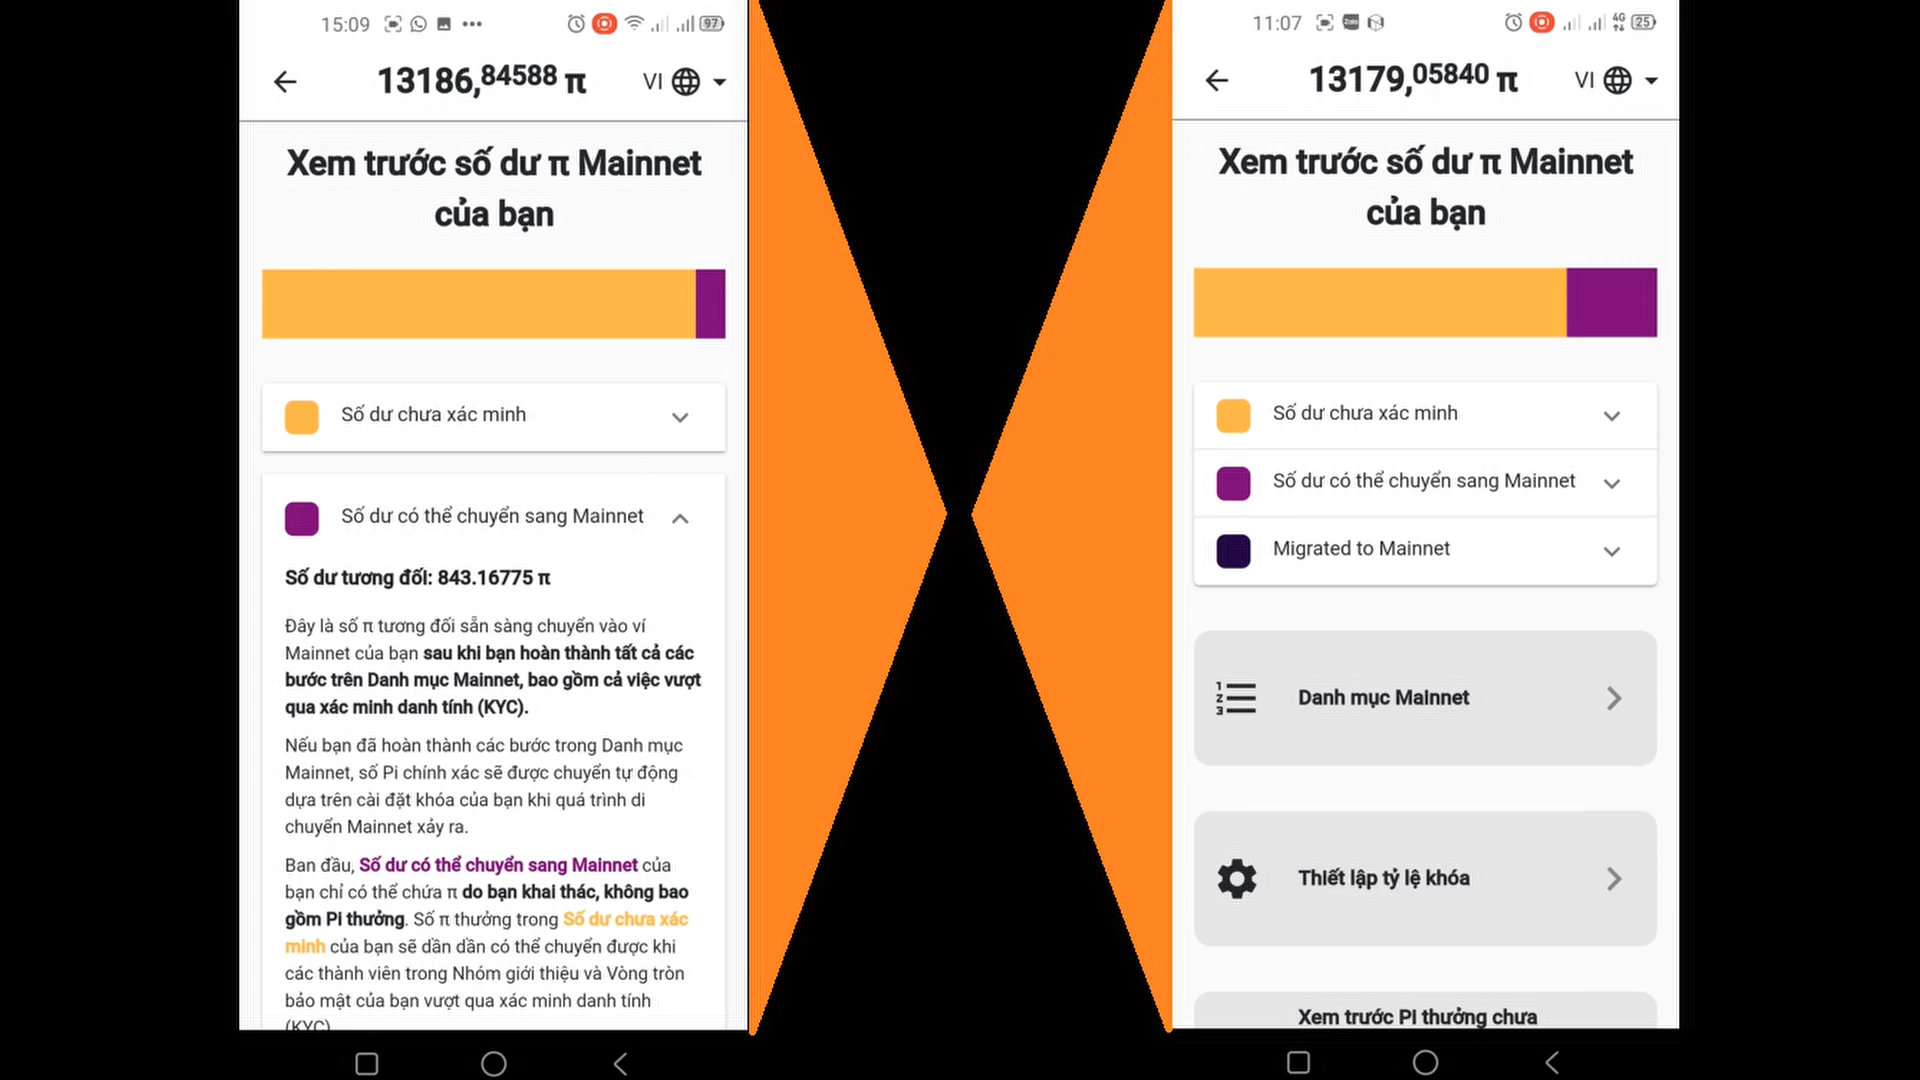 15:09
97
13186,84588 π
VI
Xem trước số dư π Mainnet
của bạn
Số dư chưa xác minh
Số dư có thể chuyển sang Mainnet
Số dư tương đối: 843.16775 π
Đây là số π tương đối sẵn sàng chuyển vào ví
Mainnet của bạn sau khi bạn hoàn thành tất cả các
bước trên Danh mục Mainnet, bao gồm cả việc vượt
qua xác minh danh tính (KYC).
Nếu bạn đã hoàn thành các bước trong Danh mục
Mainnet, số Pi chính xác sẽ được chuyển tự động
dựa trên cài đặt khóa của bạn khi quá trình di
chuyển Mainnet xảy ra.
Ban đầu, Số dư có thể chuyển sang Mainnet của
bạn chỉ có thể chứa π do bạn khai thác, không bao
gồm Pi thưởng. Số π thưởng trong Số dư chưa xác
minh của bạn sẽ dần dần có thể chuyển được khi
các thành viên trong Nhóm giới thiệu và Vòng tròn
bảo mật của bạn vượt qua xác minh danh tính
(KYC)
11:07
Zalo
4G
25
13179,05840 π
VI
Xem trước số dư π Mainnet
của bạn
Số dư chưa xác minh
Số dư có thể chuyển sang Mainnet
Migrated to Mainnet
1
2
3
Danh mục Mainnet
Thiết lập tỷ lệ khóa
Xem trước Pi thưởng chưa